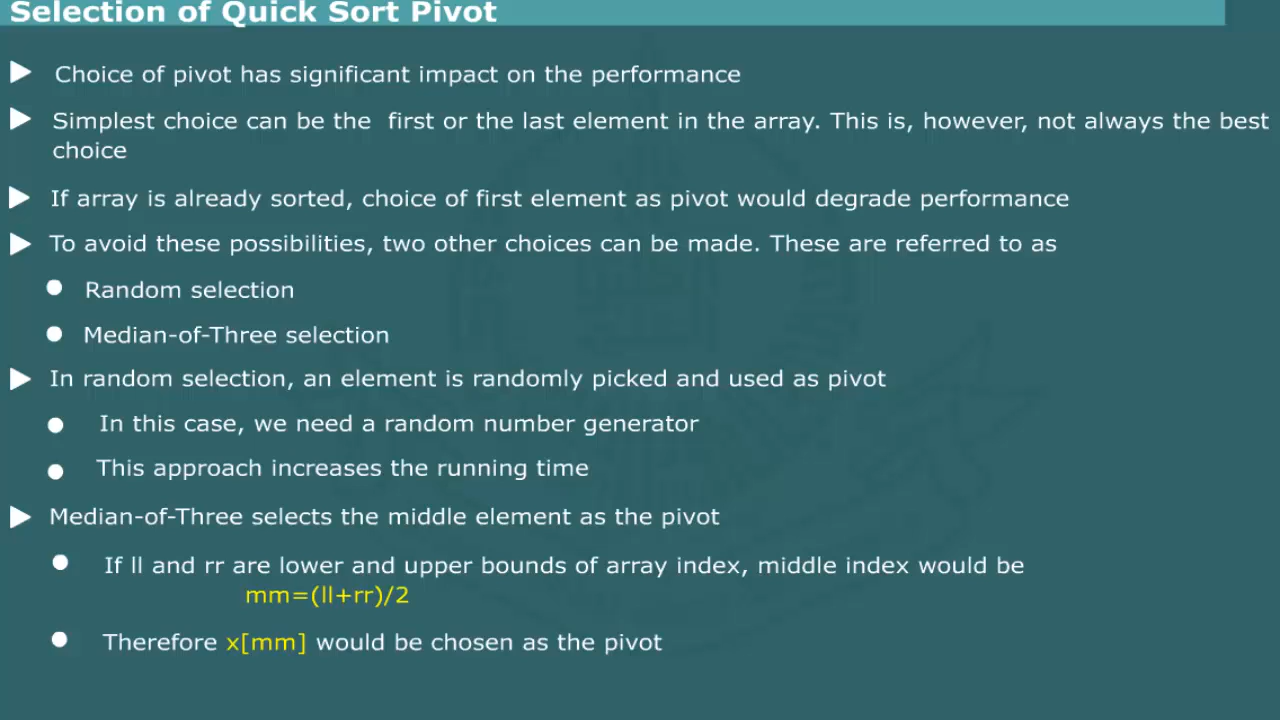 Selection of Quick Sort Pivot
Choice of pivot has significant impact on the performance
Simplest choice can be the first or the last element in the array. This is, however, not always the best
choice
If array is already sorted, choice of first element as pivot would degrade performance
To avoid these possibilities, two other choices can be made. These are referred to as
Random selection
Median-of-Three selection
In random selection, an element is randomly picked and used as pivot
In this case, we need a random number generator
This approach increases the running time
Median-of-Three selects the middle element as the pivot
If ll and rr are lower and upper bounds of array index, middle index would be
mm=(ll+rr)/2
Therefore x[mm] would be chosen as the pivot